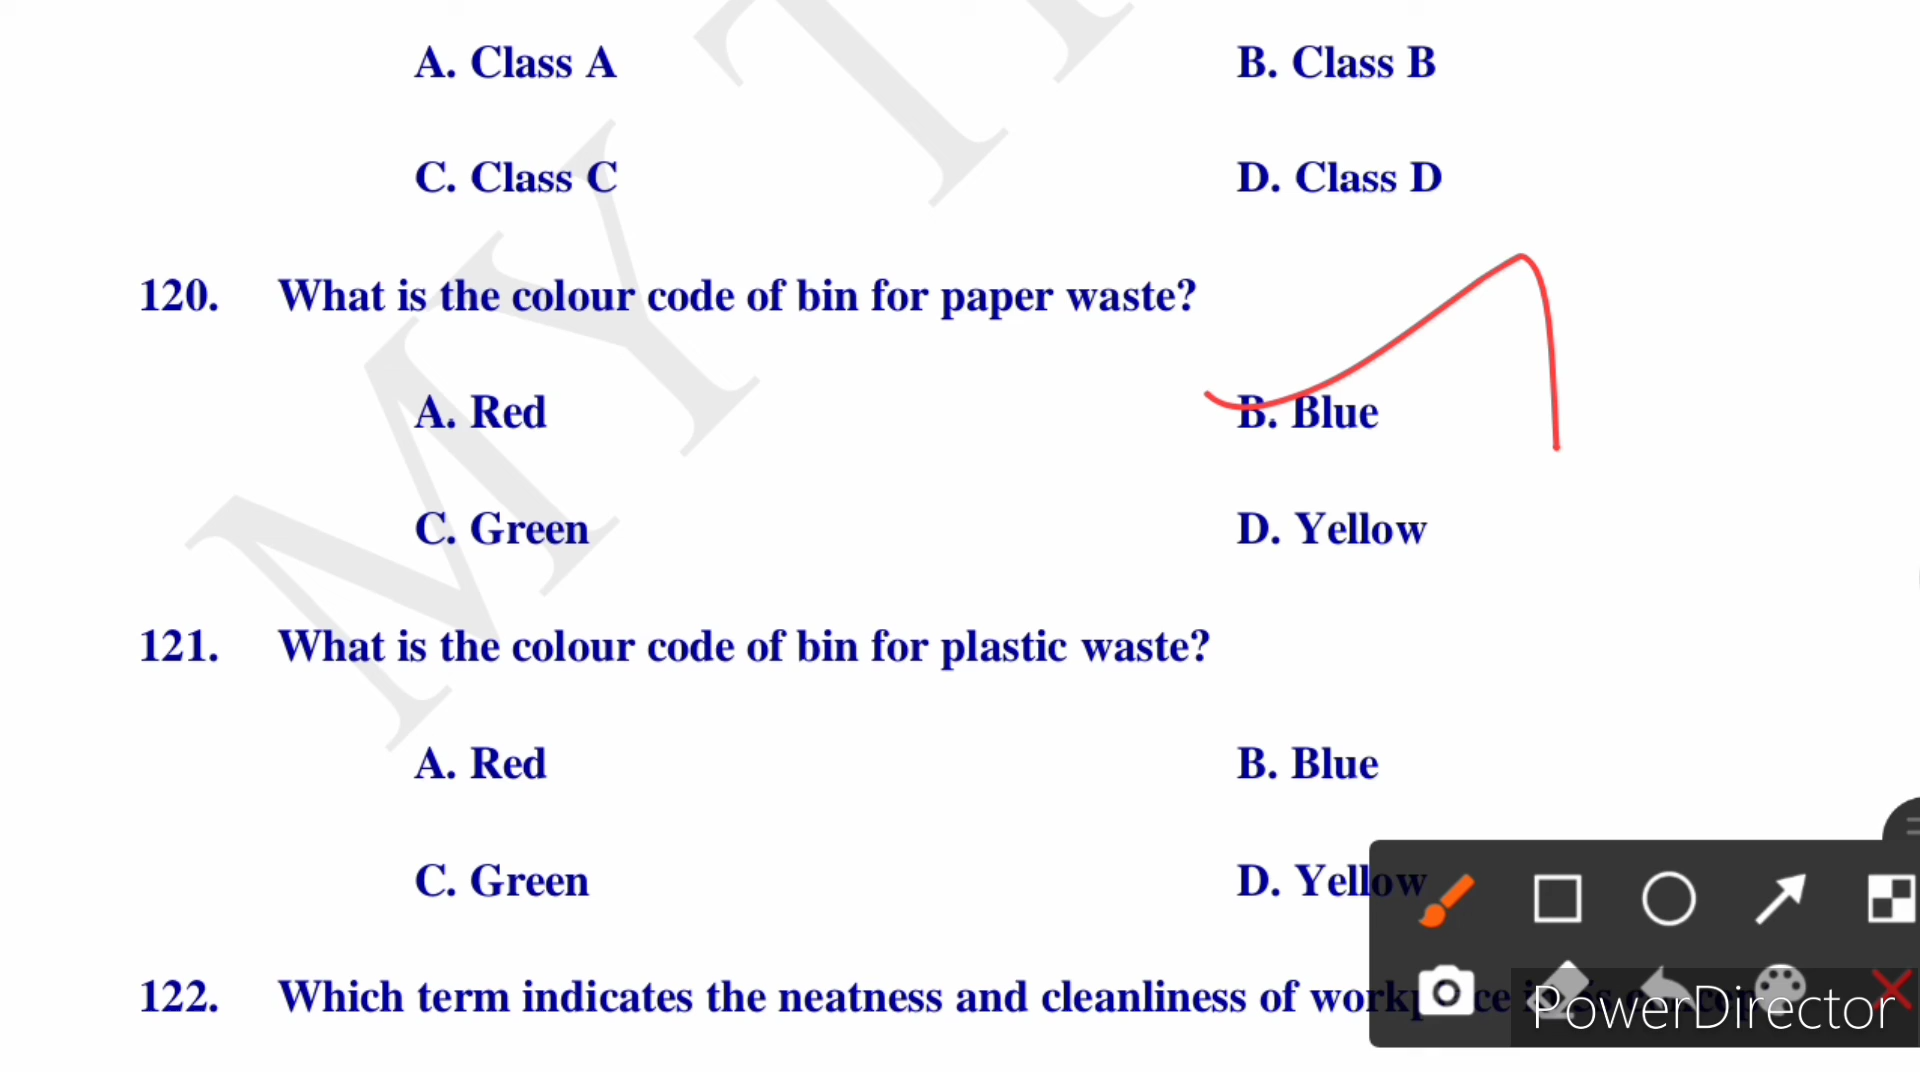 A. Class A
B. Class B
C. Class C
D. Class D
120. What is the colour code of bin for paper waste?
A. Red
B. Blue
C. Green
D. Yellow
121. What is the colour code of bin for plastic waste?
A. Red
B. Blue
C. Green
D. Yellow
122. Which term indicates the neatness and cleanliness of
PowerDirector
MY T